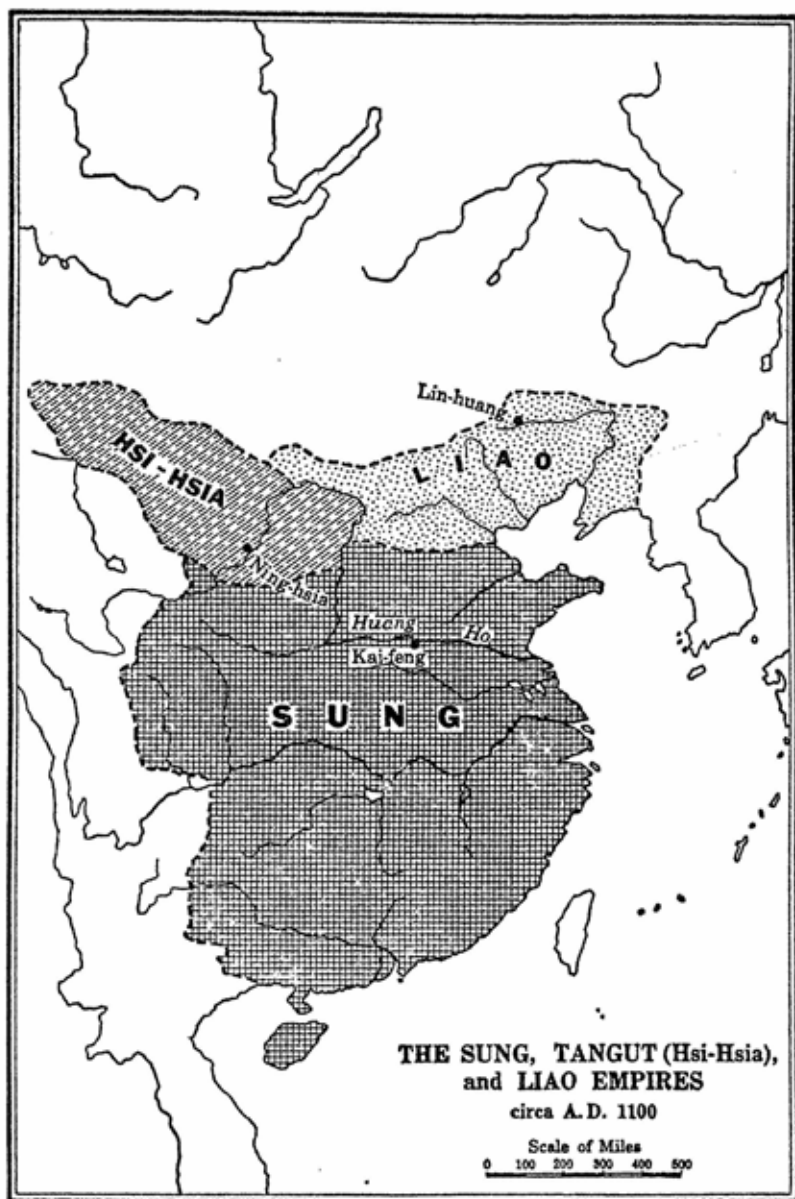 Lin-huang
LIAO
HSI-HSIA
Ning-hsia
Huang Ho
Kai-feng
SUNG
THE SUNG, TANGUT (Hsi-Hsia),
and LIAO EMPIRES
circa A.D. 1100
Scale of Miles
0 100 200 300 400 500